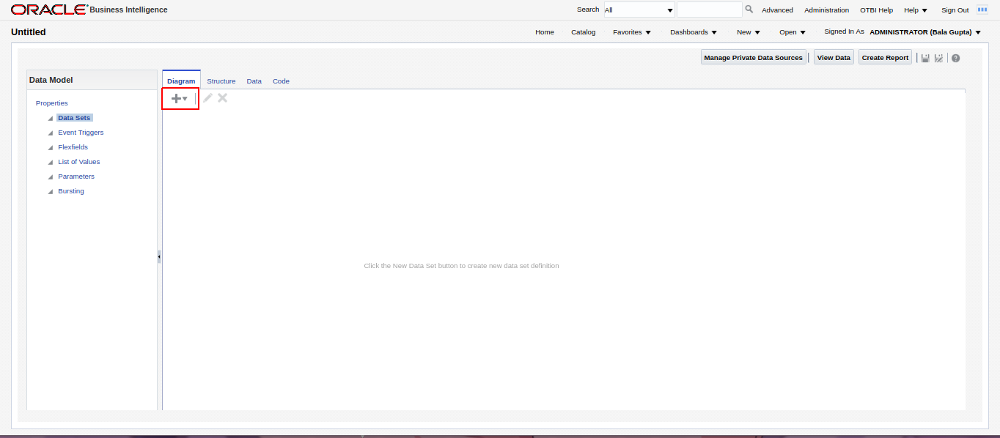 ORACLE Business Intelligence Search All Advanced Administration OTBI Help Help Sign Out
Untitled Home Catalog Favorites Dashboards New Open Signed In As ADMINISTRATOR (Bala Gupta)
Manage Private Data Sources View Data Create Report
Data Model
Diagram Structure Data Code
Properties
Data Sets
Event Triggers
Flexfields
List of Values
Parameters
Bursting
Click the New Data Set button to create new data set definition